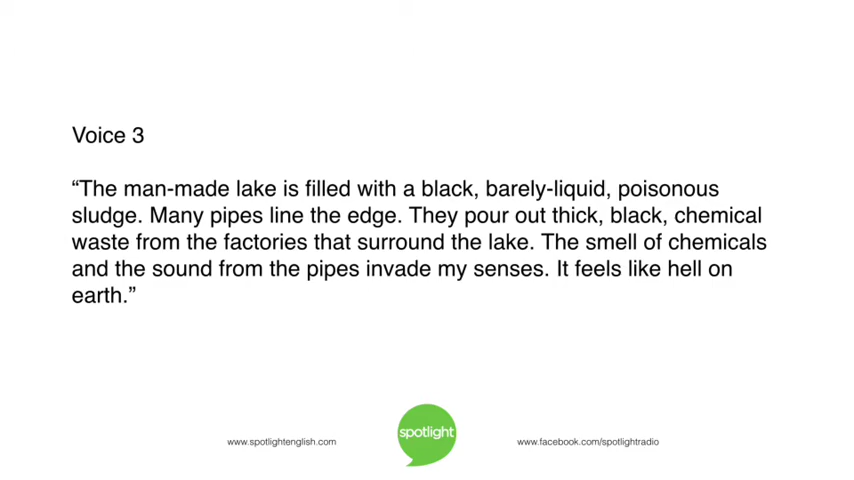 Voice 3
“The man-made lake is filled with a black, barely-liquid, poisonous
sludge. Many pipes line the edge. They pour out thick, black, chemical
waste from the factories that surround the lake. The smell of chemicals
and the sound from the pipes invade my senses. It feels like hell on
earth.”
www.spotlightenglish.com
spotlight
www.facebook.com/spotlightradio